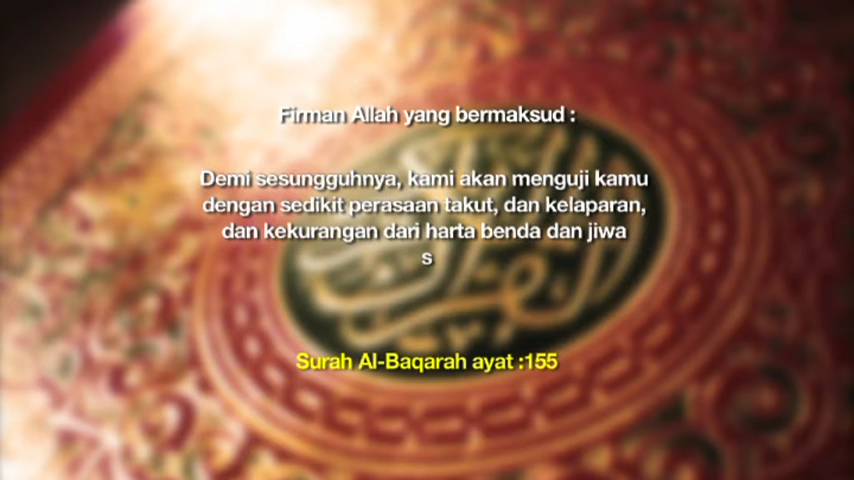 Firman Allah yang bermaksud :
Demi sesungguhnya, kami akan menguji kamu
dengan sedikit perasaan takut, dan kelaparan,
dan kekurangan dari harta benda dan jiwa
s
Surah Al-Baqarah ayat :155